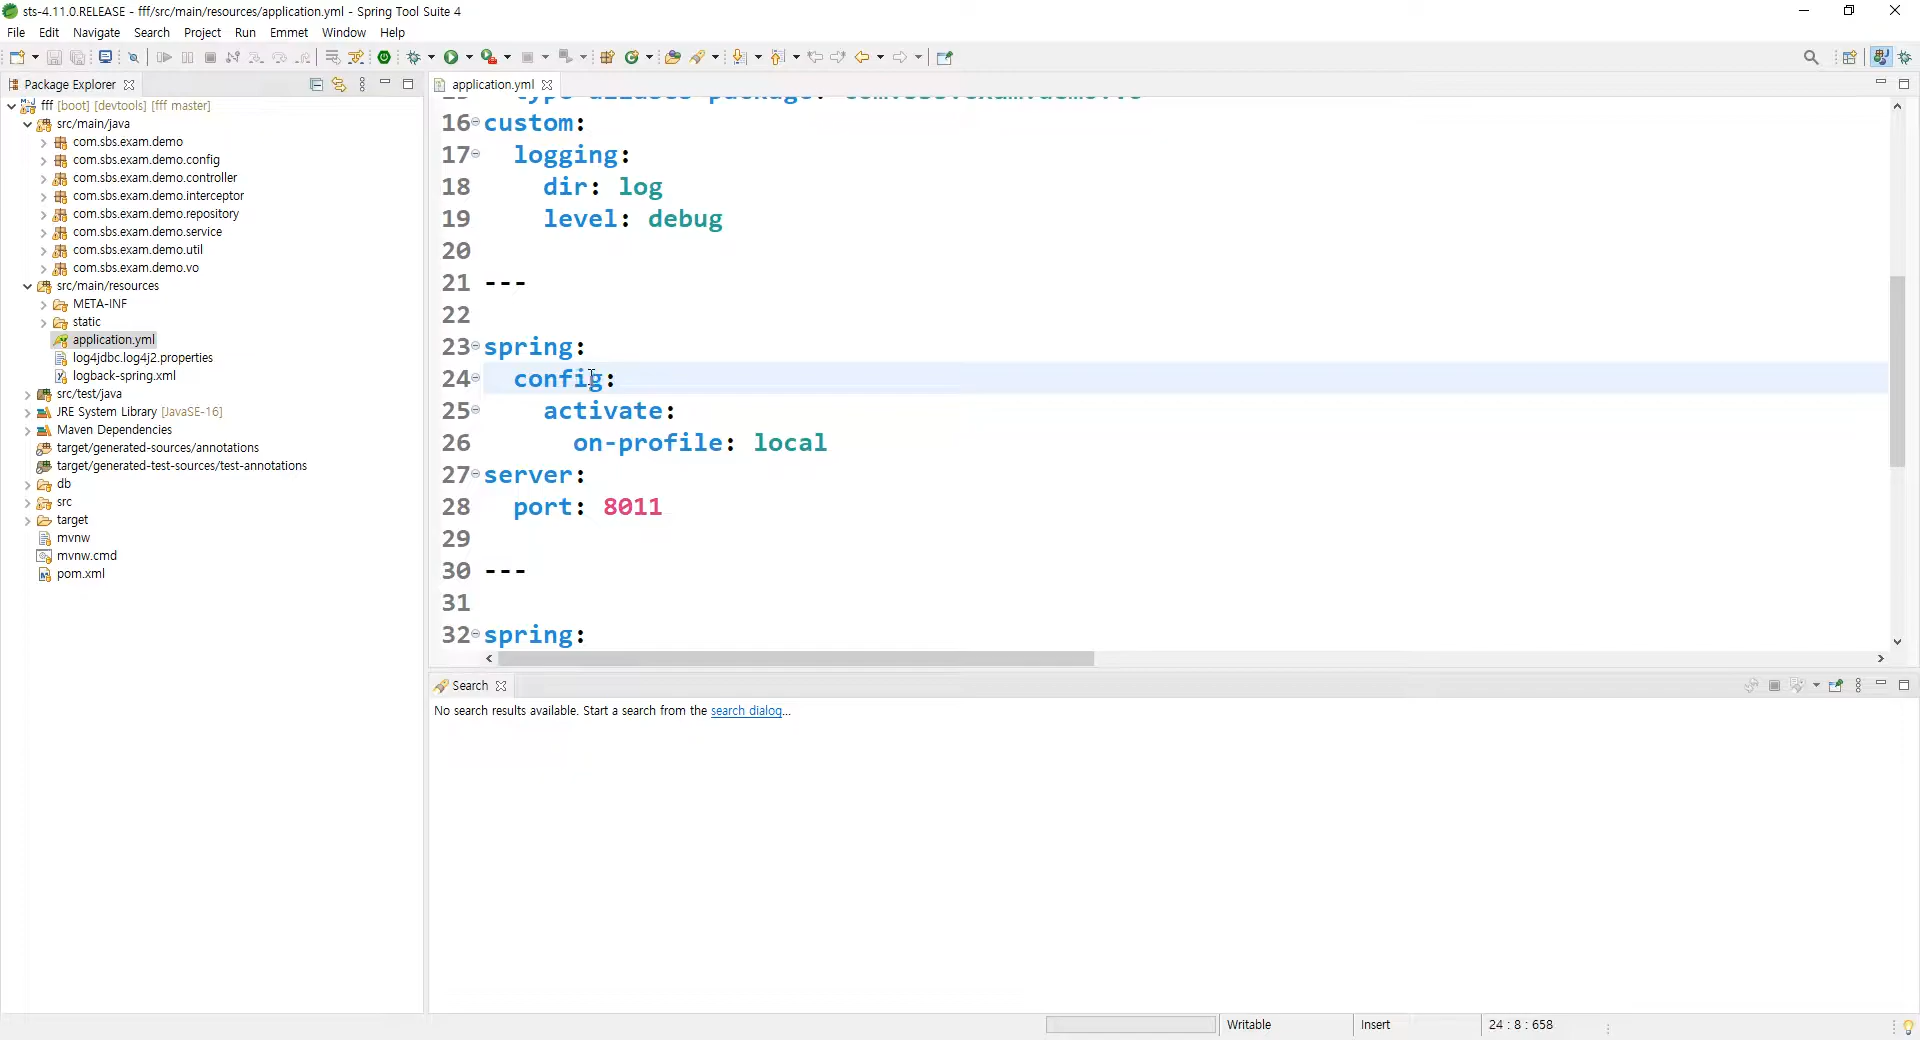 sts-4.11.0.RELEASE - fff/src/main/resources/application.yml - Spring Tool Suite 4
File Edit Navigate Search Project Run Emmet Window Help
Package Explorer
fff [boot] [devtools] [fff master]
src/main/java
com.sbs.exam.demo
com.sbs.exam.demo.config
com.sbs.exam.demo.controller
com.sbs.exam.demo.interceptor
com.sbs.exam.demo.repository
com.sbs.exam.demo.service
com.sbs.exam.demo.util
com.sbs.exam.demo.vo
src/main/resources
META-INF
static
application.yml
log4jdbc.log4j2.properties
logback-spring.xml
src/test/java
JRE System Library [JavaSE-16]
Maven Dependencies
target/generated-sources/annotations
target/generated-test-sources/test-annotations
db
src
target
mvnw
mvnw.cmd
pom.xml
application.yml
16 custom:
17 logging:
18 dir: log
19 level: debug
20
21 ---
22
23 spring:
24 config:
25 activate:
26 on-profile: local
27 server:
28 port: 8011
29
30 ---
31
32 spring:
Search
No search results available. Start a search from the search dialog...
Writable Insert 24 : 8 : 658